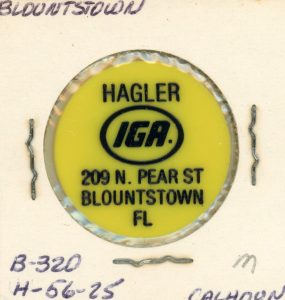 BLOUNTSTOWN
HAGLER
IGA.
209 N. PEAR ST
BLOUNTSTOWN
FL
B-320
H-56-25
m
CALHOUN